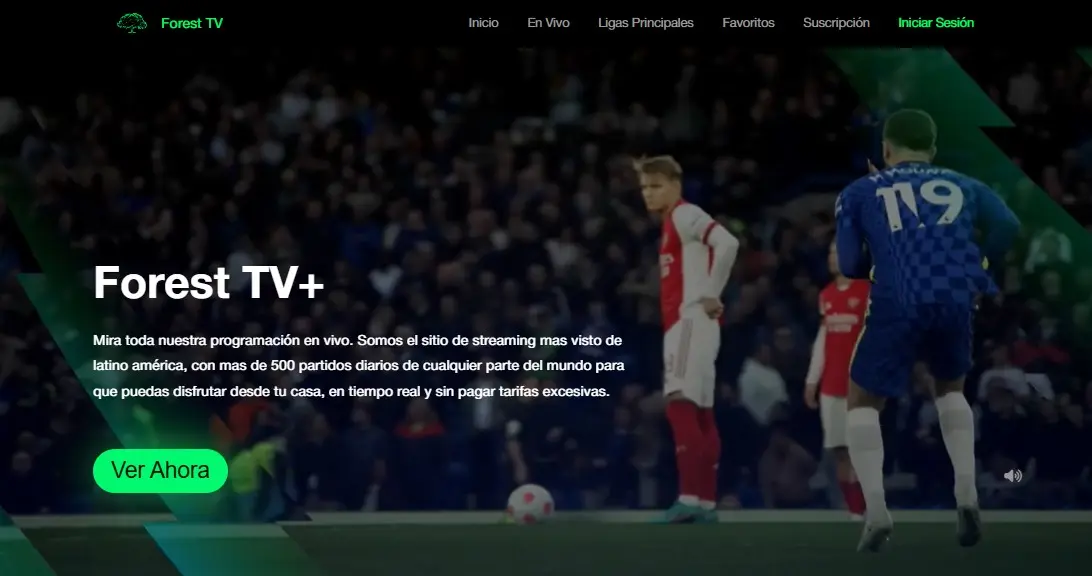 Forest TV
Inicio En Vivo Ligas Principales Favoritos Suscripción Iniciar Sesión
19
Forest TV+
Mira toda nuestra programación en vivo. Somos el sitio de streaming mas visto de
latino américa, con mas de 500 partidos diarios de cualquier parte del mundo para
que puedas disfrutar desde tu casa, en tiempo real y sin pagar tarifas excesivas.
Ver Ahora